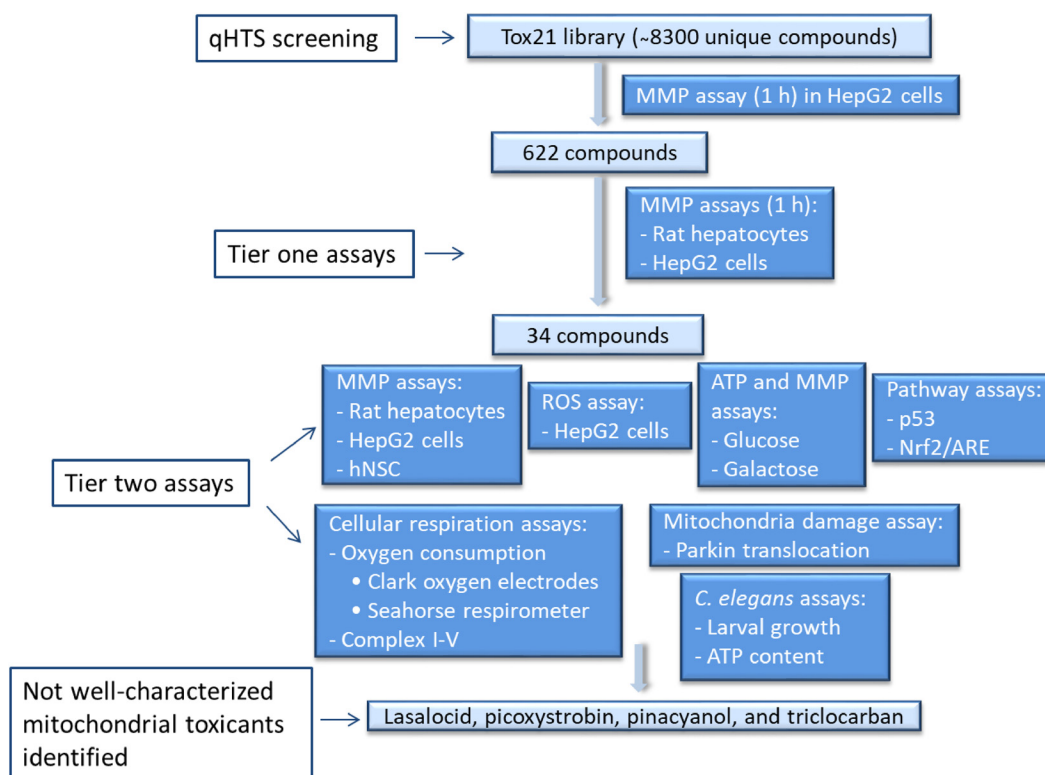 qHTS screening
Tox21 library (~8300 unique compounds)
MMP assay (1 h) in HepG2 cells
622 compounds
MMP assays (1 h):
- Rat hepatocytes
- HepG2 cells
Tier one assays
34 compounds
MMP assays:
- Rat hepatocytes
- HepG2 cells
- hNSC
ROS assay:
- HepG2 cells
ATP and MMP
assays:
- Glucose
- Galactose
Pathway assays:
- p53
- Nrf2/ARE
Tier two assays
Cellular respiration assays:
- Oxygen consumption
• Clark oxygen electrodes
• Seahorse respirometer
- Complex I-V
Mitochondria damage assay:
- Parkin translocation
C. elegans assays:
- Larval growth
- ATP content
Not well-characterized
mitochondrial toxicants
identified
Lasalocid, picoxystrobin, pinacyanol, and triclocarban